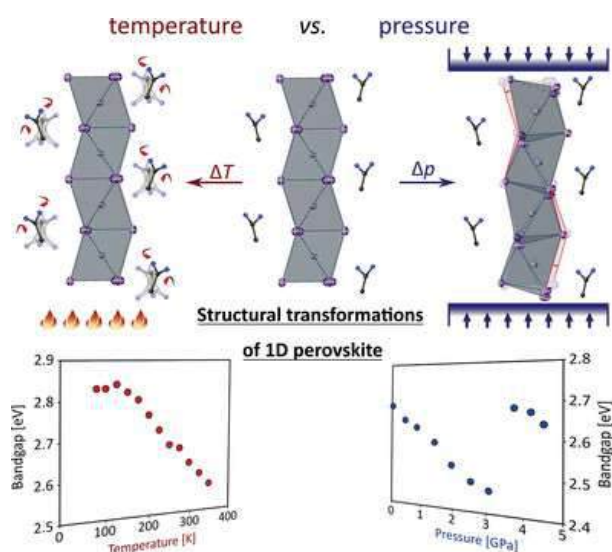 temperature vs. pressure
ΔT
Δp
Structural transformations
of 1D perovskite
2.9
2.8
2.7
2.6
2.5
Bandgap [eV]
0
100
200
300
400
Temperature [K]
2.8
2.7
2.6
2.5
2.4
Bandgap [eV]
0
1
2
3
4
5
Pressure [GPa]